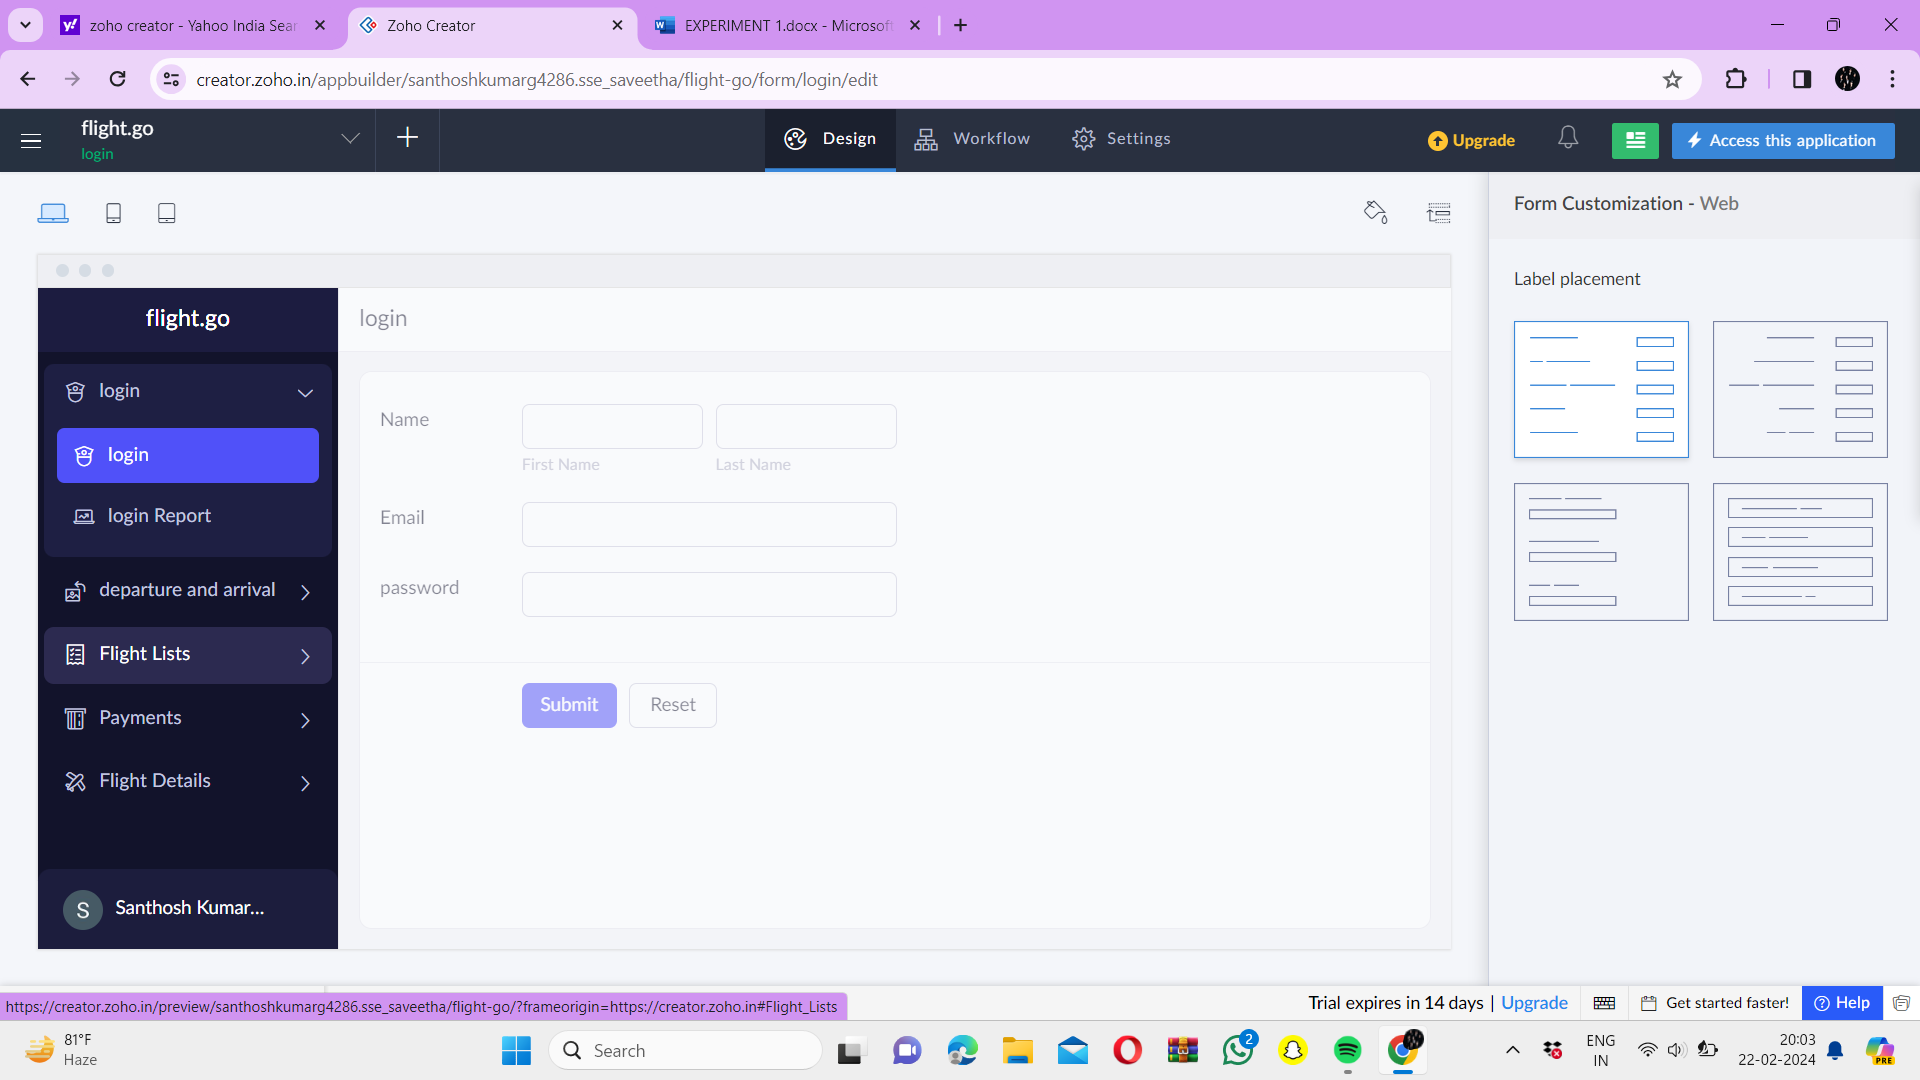 zoho creator - Yahoo India Sear
Zoho Creator
EXPERIMENT 1.docx - Microsoft
creator.zoho.in/appbuilder/santhoshkumarg4286.sse_saveetha/flight-go/form/login/edit
flight.go
login
Design
Workflow
Settings
Upgrade
Access this application
Form Customization - Web
Label placement
flight.go
login
login
login
login Report
departure and arrival
Flight Lists
Payments
Flight Details
Santhosh Kumar...
Name
First Name
Last Name
Email
password
Submit
Reset
https://creator.zoho.in/preview/santhoshkumarg4286.sse_saveetha/flight-go/?frameorigin=https://creator.zoho.in#Flight_Lists
Trial expires in 14 days | Upgrade
Get started faster!
Help
81°F
Haze
Search
2
PRE
ENG
IN
20:03
22-02-2024